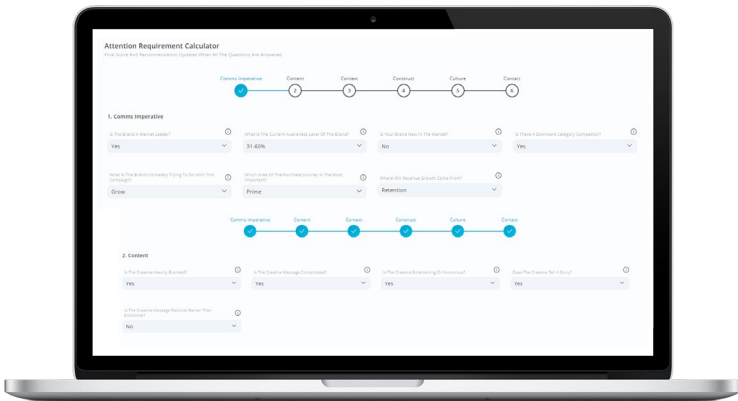 Attention Requirement Calculator
Final Score And Recommendation Updates When All The Questions Are Answered
Comms Imperative Content Context Construct Culture Contact
2 3 4 5 6
1. Comms Imperative
Is The Brand A Market Leader? What Is The Current Awareness Level Of The Brand? Is Your Brand New In The Market? Is There A Dominant Category Competitor?
Yes 31-60% No Yes
What Is The Brand Ultimately Trying To Do With This Campaign? Which Area Of The Purchase Journey Is The Most Important? Where Will Revenue Growth Come From?
Grow Prime Retention
Comms Imperative Content Context Construct Culture Contact
2. Content
Is The Creative Heavily Branded? Is The Creative Message Complicated? Is The Creative Entertaining Or Humorous? Does The Creative Tell A Story?
Yes Yes Yes Yes
Is The Creative Message Rational Rather Than Emotional?
No